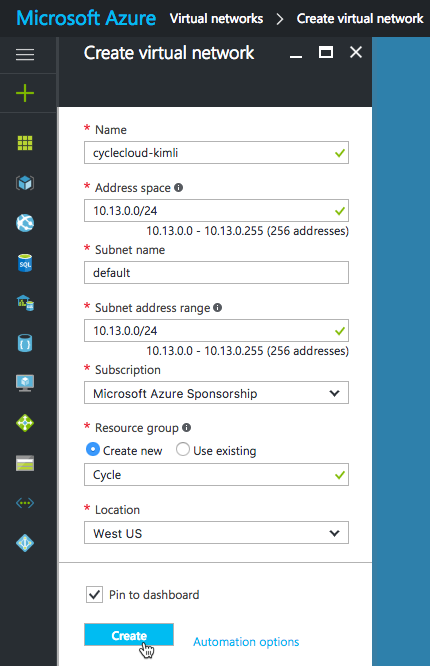 Microsoft Azure Virtual networks > Create virtual network
Create virtual network
* Name
cyclecloud-kimli
* Address space
10.13.0.0/24
10.13.0.0 - 10.13.0.255 (256 addresses)
* Subnet name
default
* Subnet address range
10.13.0.0/24
10.13.0.0 - 10.13.0.255 (256 addresses)
* Subscription
Microsoft Azure Sponsorship
* Resource group
Create new Use existing
Cycle
* Location
West US
Pin to dashboard
Create Automation options
SQL